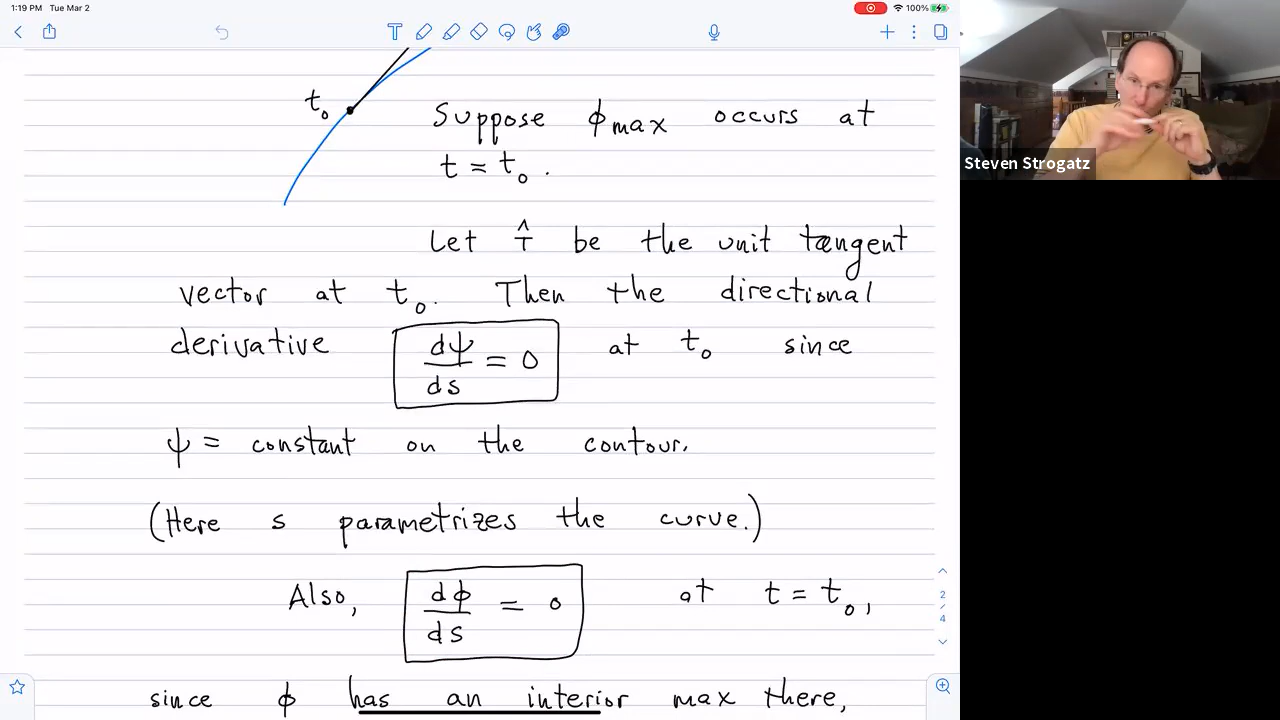 1:19 PM Tue Mar 2
100%
t₀
Suppose ϕmax occurs at
t = t₀.
Let T̂ be the unit tangent
vector at t₀. Then the directional
derivative dψ/ds = 0 at t₀ since
ψ = constant on the contour.
(Here s parametrizes the curve.)
Also, dϕ/ds = 0 at t = t₀,
since ϕ has an interior max there,
2/4
Steven Strogatz